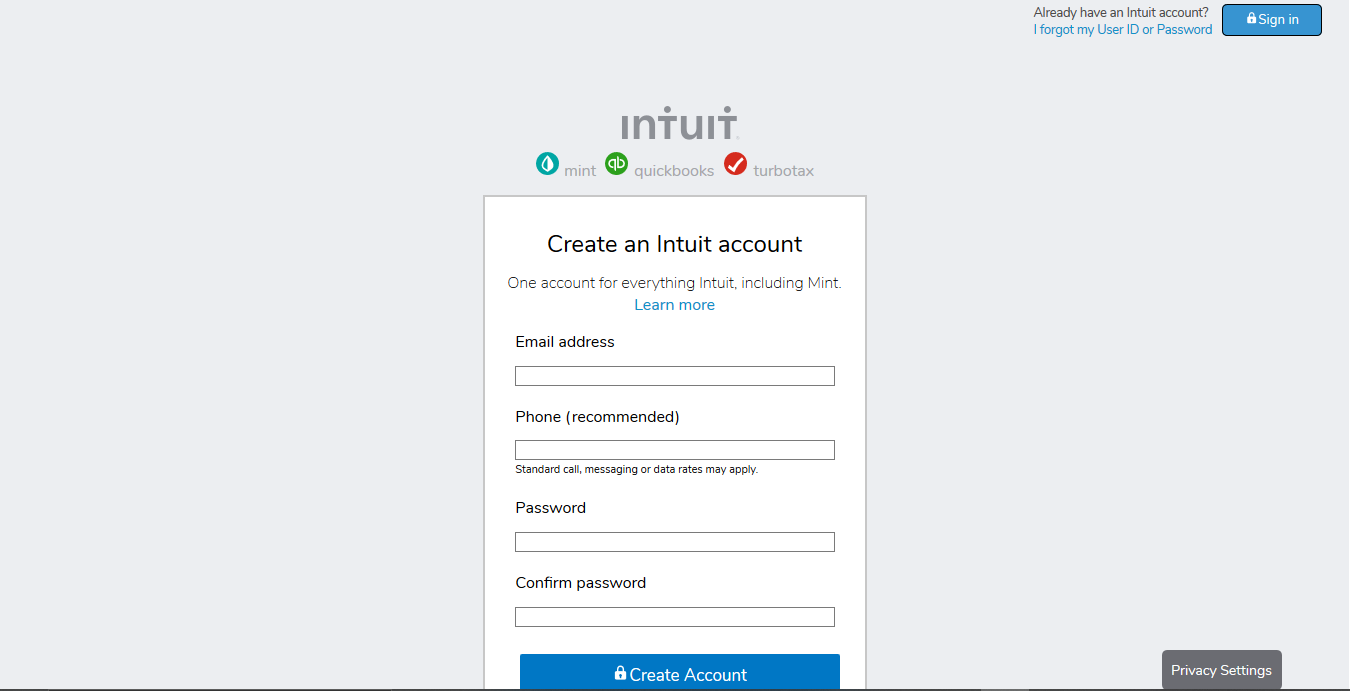 Already have an Intuit account?
I forgot my User ID or Password
Sign in
intuit
mint quickbooks turbotax
Create an Intuit account
One account for everything Intuit, including Mint.
Learn more
Email address
Phone (recommended)
Standard call, messaging or data rates may apply.
Password
Confirm password
Create Account
Privacy Settings